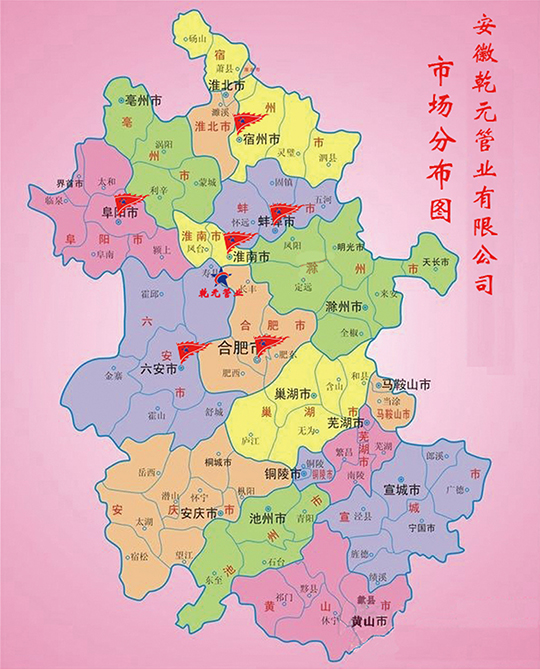 安徽乾元管业有限公司
市场分布图
砀山
宿
萧县
淮北市
濉溪
淮北市
州
宿州市
市
灵璧
泗县
亳州市
亳
涡阳
州
市
利辛
蒙城
界首市
太和
临泉
阜阳市
阜阳市
阜南
颍上
蚌
固镇
五河
怀远
蚌埠市
市
淮南市
凤台
淮南市
凤阳
明光市
滁
州
市
天长市
定远
来安
滁州市
全椒
寿县
乾元管业
长丰
霍邱
六
安
市
六安市
金寨
霍山
舒城
合肥市
合肥市
肥东
肥西
巢湖市
含山
和县
巢湖市
无为
庐江
马鞍山市
当涂
马鞍山市
芜湖市
芜湖市
芜湖
繁昌
南陵
铜陵市
铜陵
铜陵市
郎溪
市
宣城市
广德
城
宣
泾县
宁国市
旌德
绩溪
桐城市
岳西
潜山
怀宁
枞阳
安
庆
安庆市
市
太湖
宿松
望江
池州市
青阳
市
州
池
石台
东至
黄
山
市
祁门
黟县
歙县
休宁
黄山市